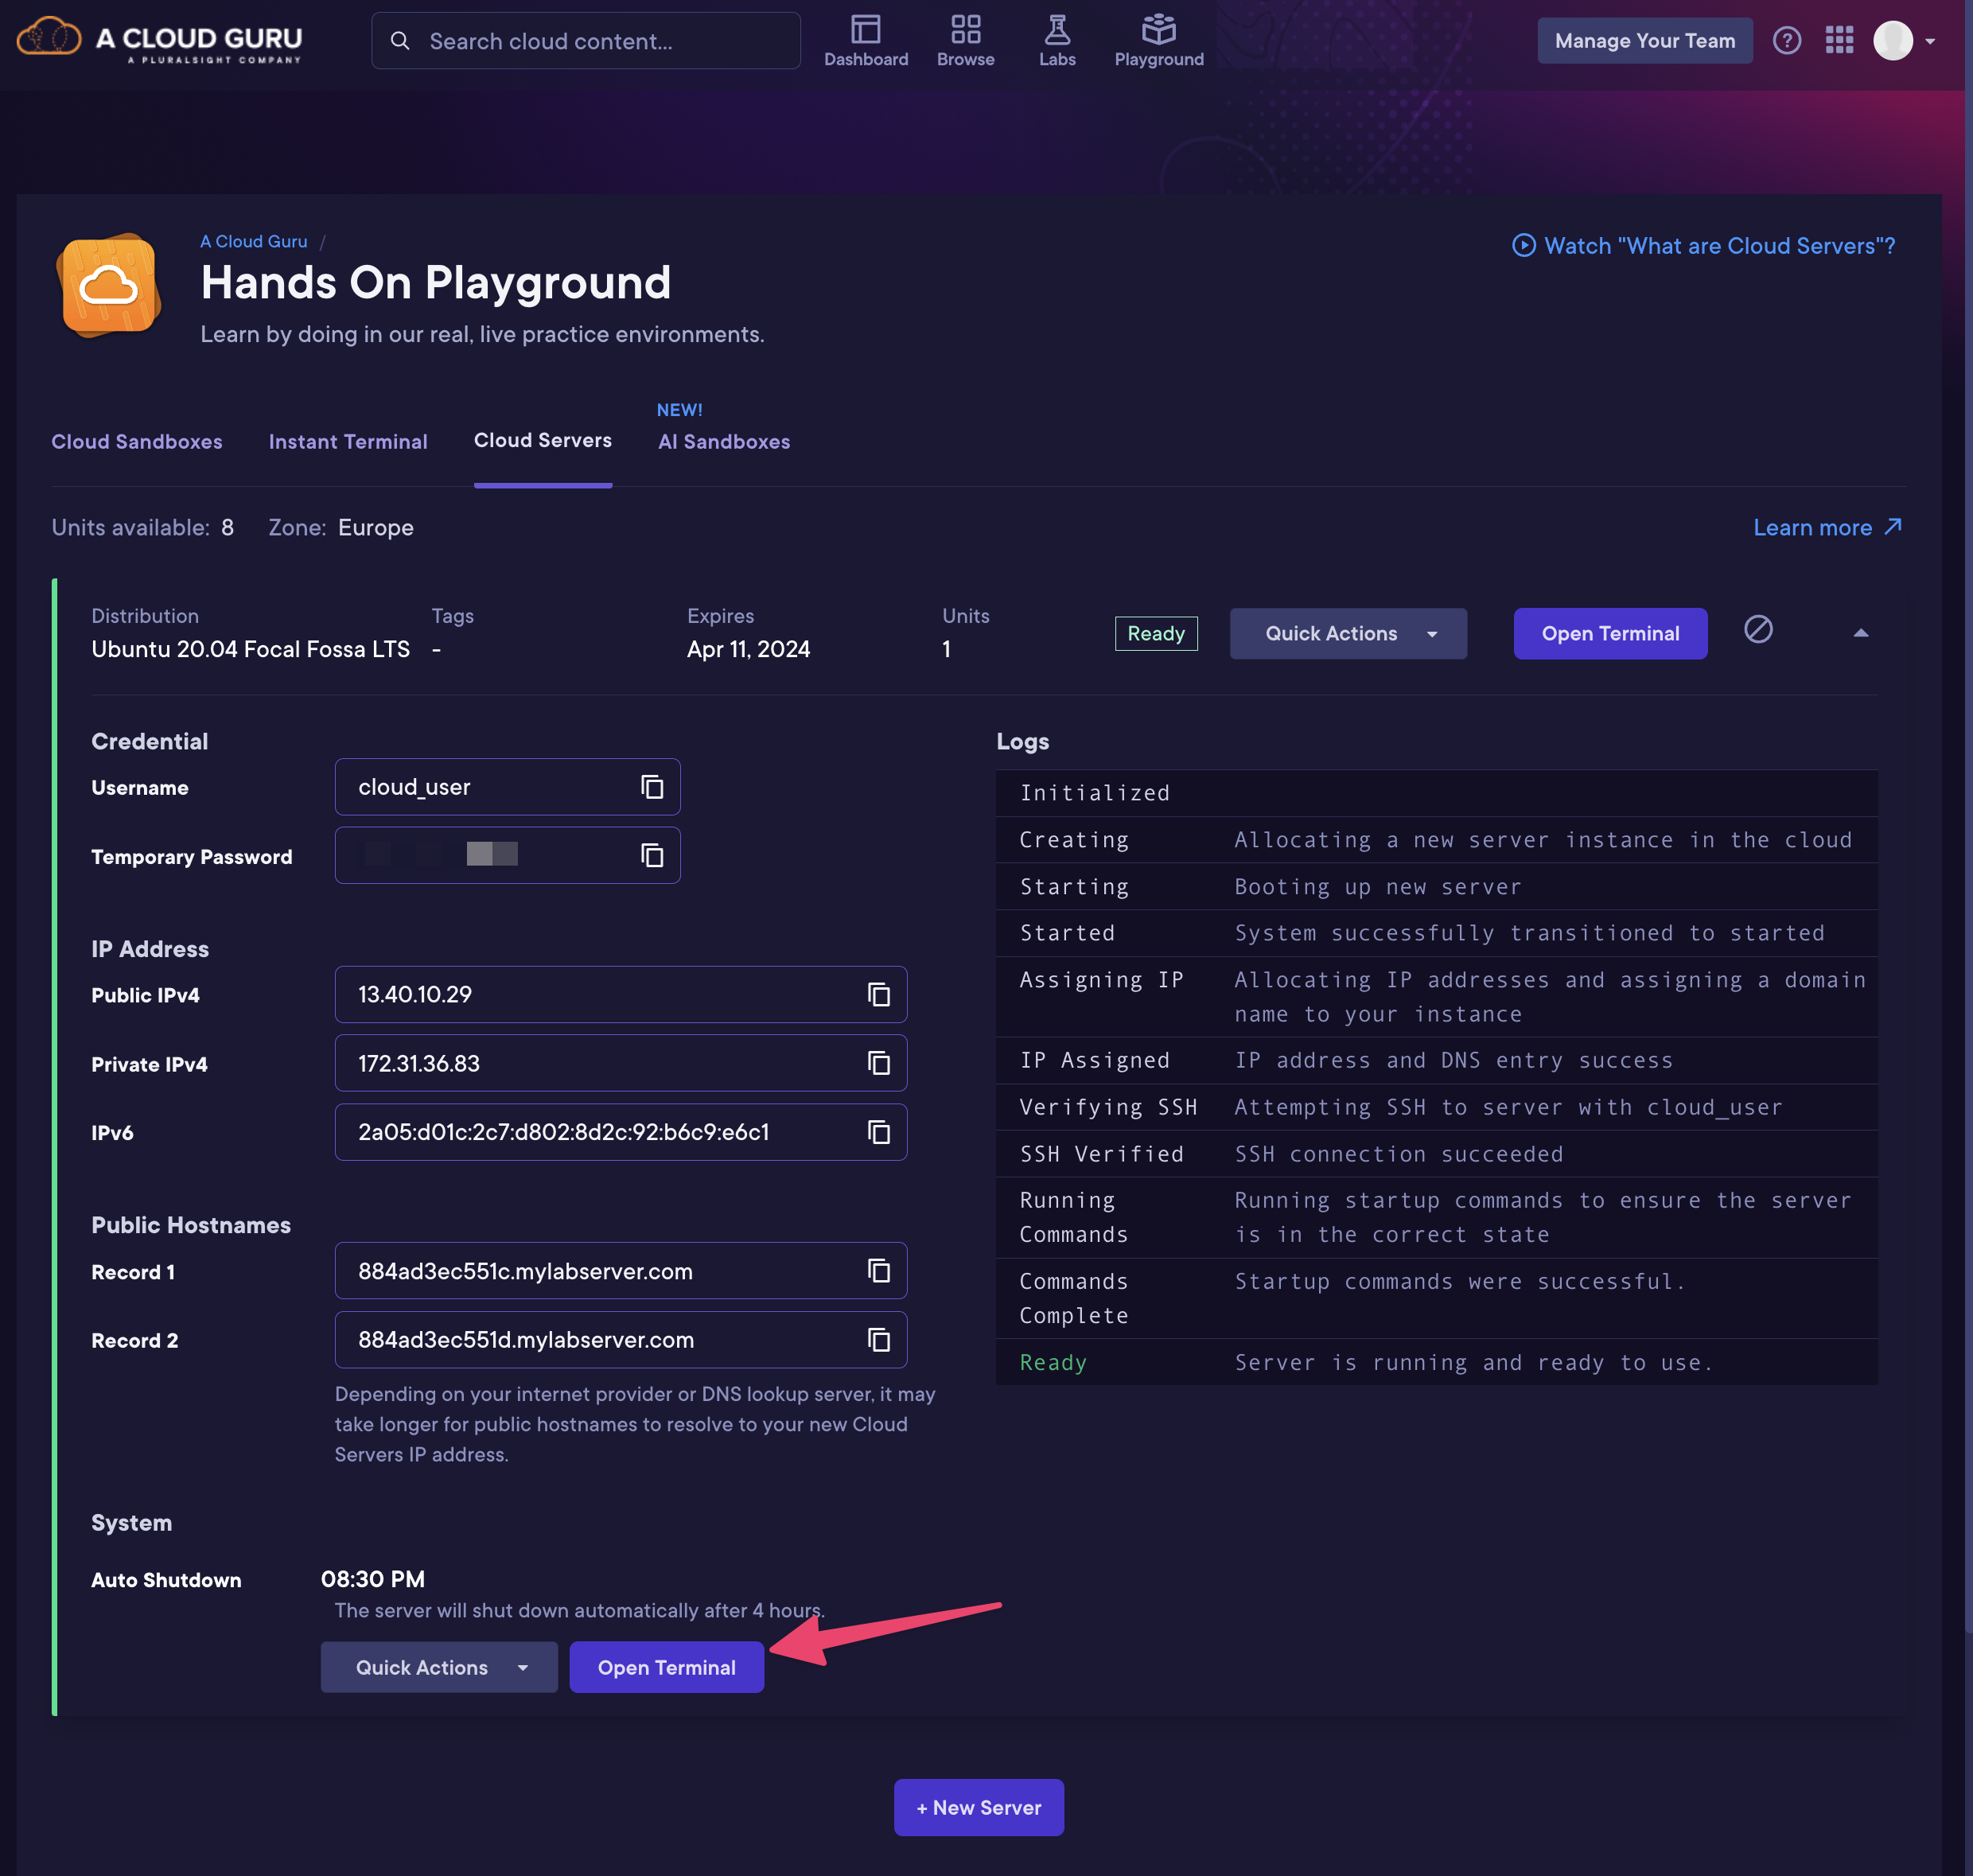 A CLOUD GURU
A PLURALSIGHT COMPANY
Search cloud content...
Dashboard
Browse
Labs
Playground
Manage Your Team
A Cloud Guru /
Hands On Playground
Learn by doing in our real, live practice environments.
Watch "What are Cloud Servers"?
NEW!
Cloud Sandboxes
Instant Terminal
Cloud Servers
AI Sandboxes
Units available: 8
Zone: Europe
Learn more
Distribution
Ubuntu 20.04 Focal Fossa LTS
Tags
-
Expires
Apr 11, 2024
Units
1
Ready
Quick Actions
Open Terminal
Credential
Username
cloud_user
Temporary Password
IP Address
Public IPv4
13.40.10.29
Private IPv4
172.31.36.83
IPv6
2a05:d01c:2c7:d802:8d2c:92:b6c9:e6c1
Public Hostnames
Record 1
884ad3ec551c.mylabserver.com
Record 2
884ad3ec551d.mylabserver.com
Depending on your internet provider or DNS lookup server, it may
take longer for public hostnames to resolve to your new Cloud
Servers IP address.
System
Auto Shutdown
08:30 PM
The server will shut down automatically after 4 hours.
Quick Actions
Open Terminal
Logs
Initialized
Creating Allocating a new server instance in the cloud
Starting Booting up new server
Started System successfully transitioned to started
Assigning IP Allocating IP addresses and assigning a domain
name to your instance
IP Assigned IP address and DNS entry success
Verifying SSH Attempting SSH to server with cloud_user
SSH Verified SSH connection succeeded
Running Running startup commands to ensure the server
Commands is in the correct state
Commands Startup commands were successful.
Complete
Ready Server is running and ready to use.
+ New Server